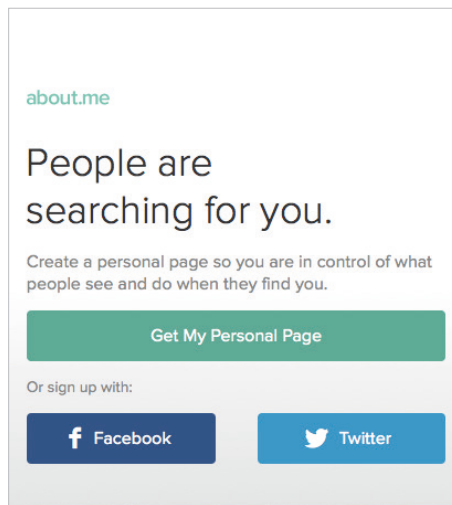 about.me
People are
searching for you.
Create a personal page so you are in control of what
people see and do when they find you.
Get My Personal Page
Or sign up with:
Facebook
Twitter